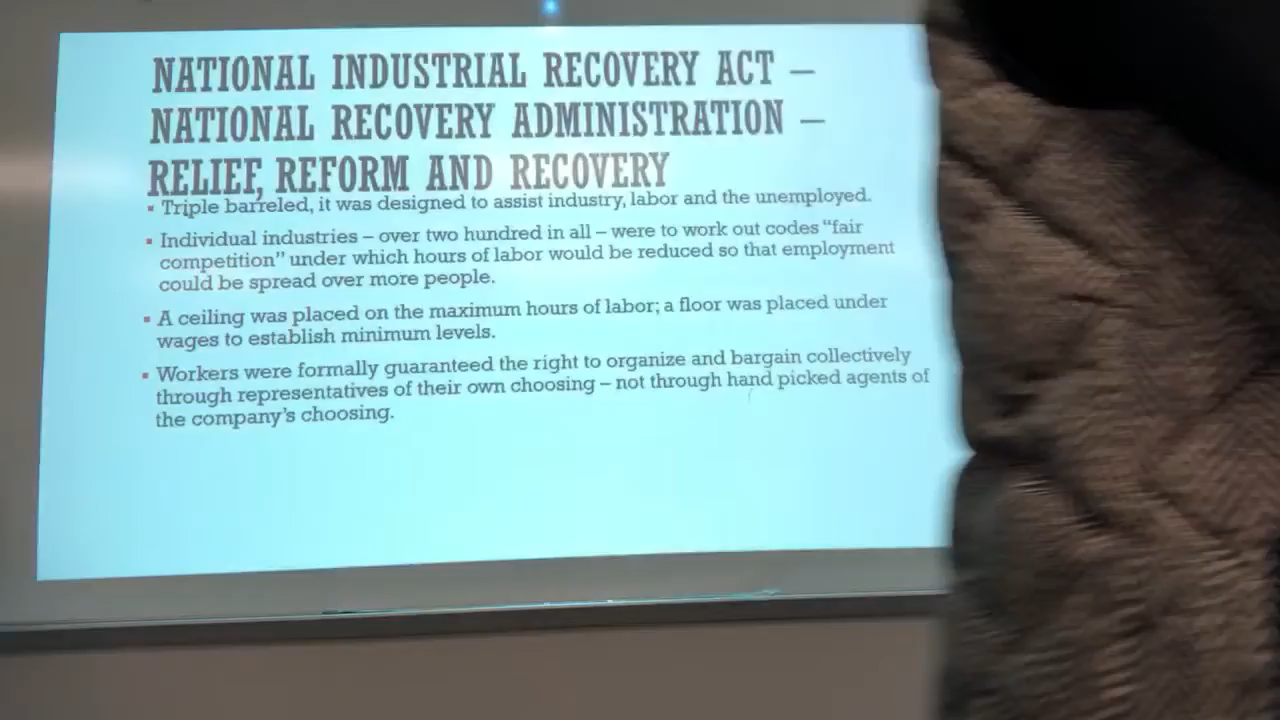 NATIONAL INDUSTRIAL RECOVERY ACT –
NATIONAL RECOVERY ADMINISTRATION –
RELIEF, REFORM AND RECOVERY
▪ Triple barreled, it was designed to assist industry, labor and the unemployed.
▪ Individual industries – over two hundred in all – were to work out codes “fair
competition” under which hours of labor would be reduced so that employment
could be spread over more people.
▪ A ceiling was placed on the maximum hours of labor; a floor was placed under
wages to establish minimum levels.
▪ Workers were formally guaranteed the right to organize and bargain collectively
through representatives of their own choosing – not through hand picked agents of
the company’s choosing.